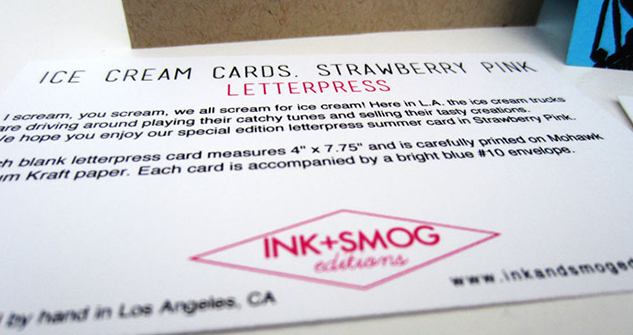 ICE CREAM CARDS. STRAWBERRY PINK
LETTERPRESS
I scream, you scream, we all scream for ice cream! Here in L.A. the ice cream trucks
are driving around playing their catchy tunes and selling their tasty creations.
We hope you enjoy our special edition letterpress summer card in Strawberry Pink.
blank letterpress card measures 4" x 7.75" and is carefully printed on Mohawk
Kraft paper. Each card is accompanied by a bright blue #10 envelope.
INK+SMOG
editions
www.inkandsmoged
by hand in Los Angeles, CA